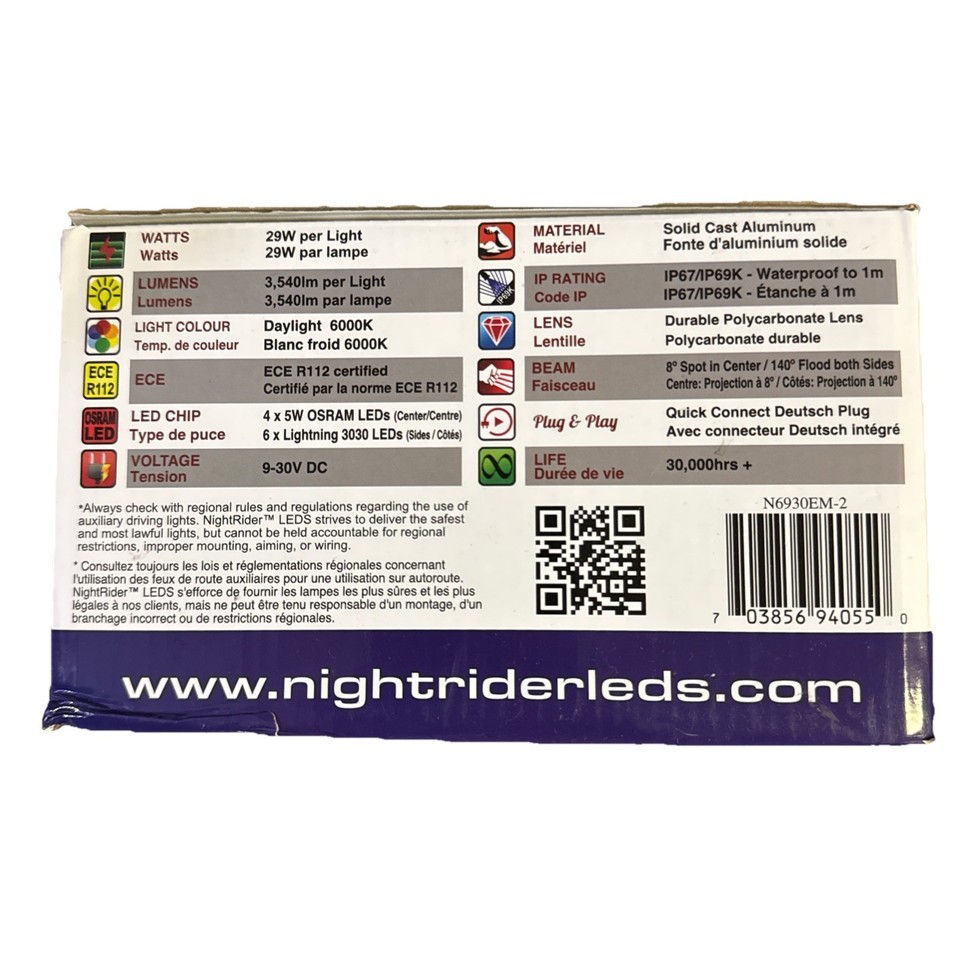 WATTS 29W per Light
Watts 29W par lampe
LUMENS 3,540lm per Light
Lumens 3,540lm par lampe
LIGHT COLOUR Daylight 6000K
Temp. de couleur Blanc froid 6000K
ECE R112
ECE
ECE R112 certified
Certifié par la norme ECE R112
OSRAM LED
LED CHIP 4 x 5W OSRAM LEDs (Center/Centre)
Type de puce 6 x Lightning 3030 LEDs (Sides / Côtés)
VOLTAGE
Tension
9-30V DC
MATERIAL Solid Cast Aluminum
Matériel Fonte d'aluminium solide
IP69K
IP RATING IP67/IP69K - Waterproof to 1m
Code IP IP67/IP69K - Étanche à 1m
LENS Durable Polycarbonate Lens
Lentille Polycarbonate durable
BEAM 8º Spot in Center / 140º Flood both Sides
Faisceau Centre: Projection à 8º / Côtés: Projection à 140º
Plug & Play
Quick Connect Deutsch Plug
Avec connecteur Deutsch intégré
LIFE
Durée de vie
30,000hrs +
*Always check with regional rules and regulations regarding the use of
auxiliary driving lights. NightRider™ LEDS strives to deliver the safest
and most lawful lights, but cannot be held accountable for regional
restrictions, improper mounting, aiming, or wiring.
* Consultez toujours les lois et réglementations régionales concernant
l'utilisation des feux de route auxiliaires pour une utilisation sur autoroute.
NightRider™ LEDS s'efforce de fournir les lampes les plus sûres et les plus
légales à nos clients, mais ne peut être tenu responsable d'un montage, d'un
branchage incorrect ou de restrictions régionales.
N6930EM-2
7 03856 94055 0
www.nightriderleds.com